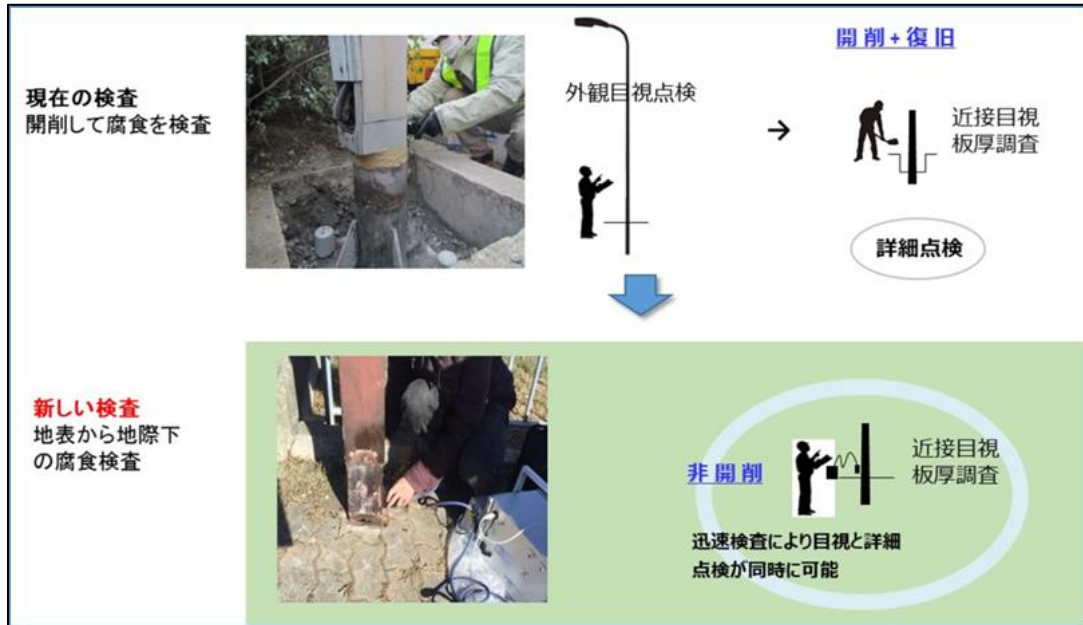 現在の検査
開削して腐食を検査
外観目視点検
→
開削+復旧
近接目視
板厚調査
詳細点検
新しい検査
地表から地際下
の腐食検査
非開削
近接目視
板厚調査
迅速検査により目視と詳細
点検が同時に可能